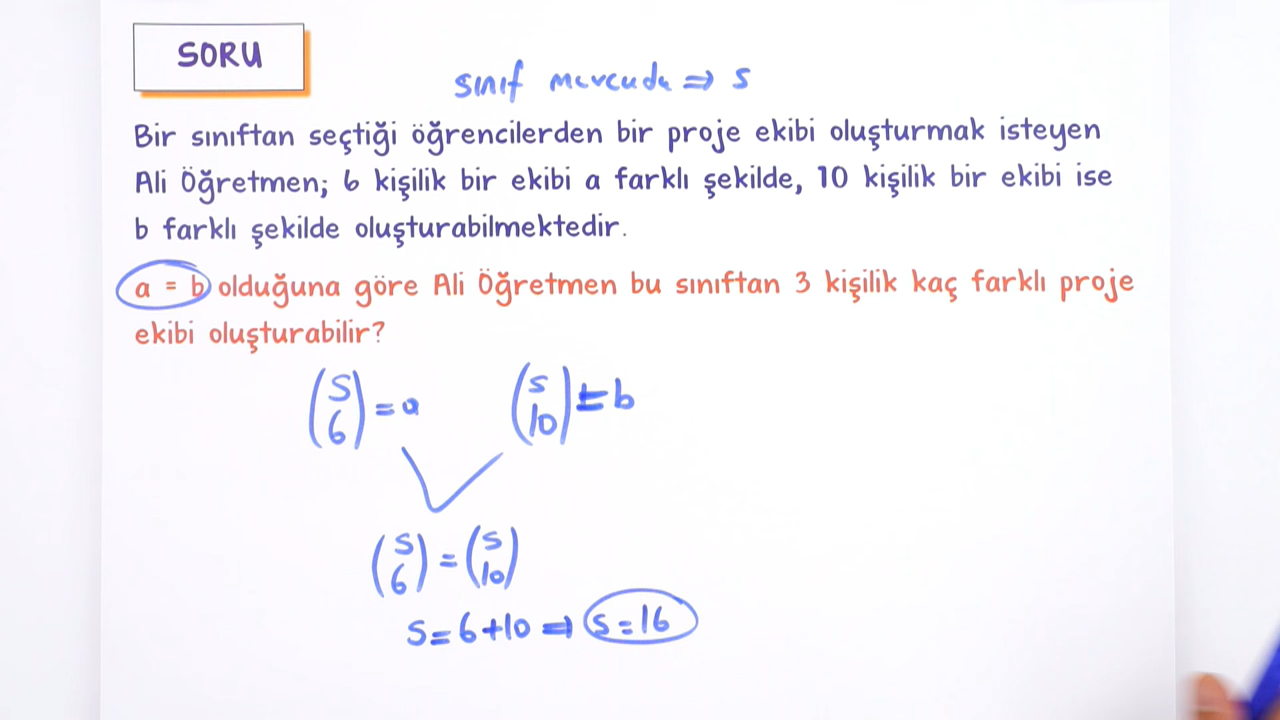 SORU
sınıf mevcudu ⇒ s
Bir sınıftan seçtiği öğrencilerden bir proje ekibi oluşturmak isteyen
Ali Öğretmen; 6 kişilik bir ekibi a farklı şekilde, 10 kişilik bir ekibi ise
b farklı şekilde oluşturabilmektedir.
a = b olduğuna göre Ali Öğretmen bu sınıftan 3 kişilik kaç farklı proje
ekibi oluşturabilir?
(S 6) = a (s 10) = b
(S 6) = (S 10)
S = 6+10 ⇒ s = 16